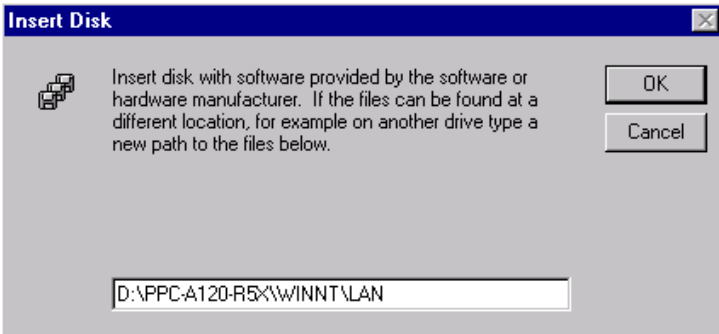 Insert Disk
Insert disk with software provided by the software or
hardware manufacturer.  If the files can be found at a
different location, for example on another drive type a
new path to the files below.
OK
Cancel
D:\PPC-A120-R5X\WINNT\LAN